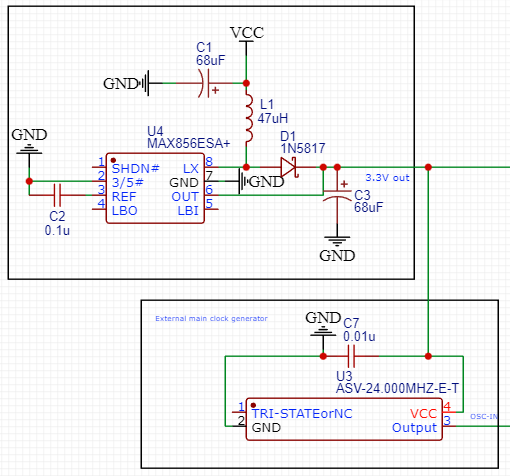 VCC
C1
68uF
GND
L1
47uH
GND
U4
MAX856ESA+
D1
1N5817
1 SHDN# LX 8
2 3/5# GND 7 GND
3 REF OUT 6
4 LBO LBI 5
3.3V out
C2
0.1u
C3
68uF
GND
External main clock generator
GND
C7
0.01u
U3
ASV-24.000MHZ-E-T
1 TRI-STATEorNC VCC 4
2 GND Output 3
OSC-IN